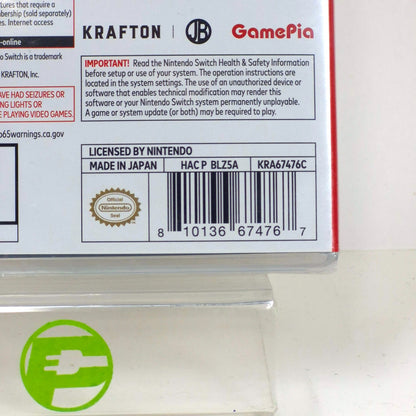 features may require a
mbership (sold separately)
s. Internet access
-online
o Switch is a trademark
KRAFTON, Inc.
AVE HAD SEIZURES OR
NG LIGHTS OR
E PLAYING VIDEO GAMES.
p65warnings.ca.gov
KRAFTON JB GamePia
IMPORTANT! Read the Nintendo Switch Health & Safety Information
before setup or use of your system. The operation instructions are
located in the system settings. The use of an unauthorized device or
software that enables technical modification may render this
or your Nintendo Switch system permanently unplayable.
A game or system update (or both) may be required to play.
LICENSED BY NINTENDO
MADE IN JAPAN HAC P BLZ5A KRA67476C
Official
Nintendo
Seal
8 10136 67476 7